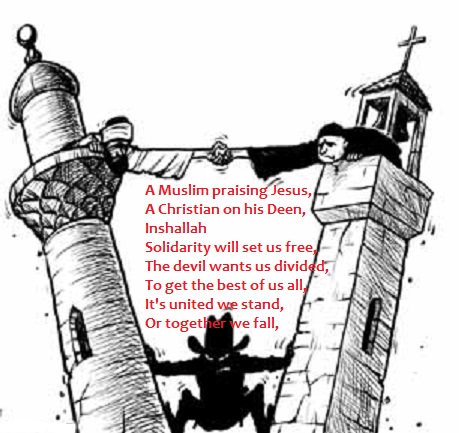 A Muslim praising Jesus,
A Christian on his Deen,
Inshallah
Solidarity will set us free,
The devil wants us divided,
To get the best of us all,
It's united we stand,
Or together we fall,